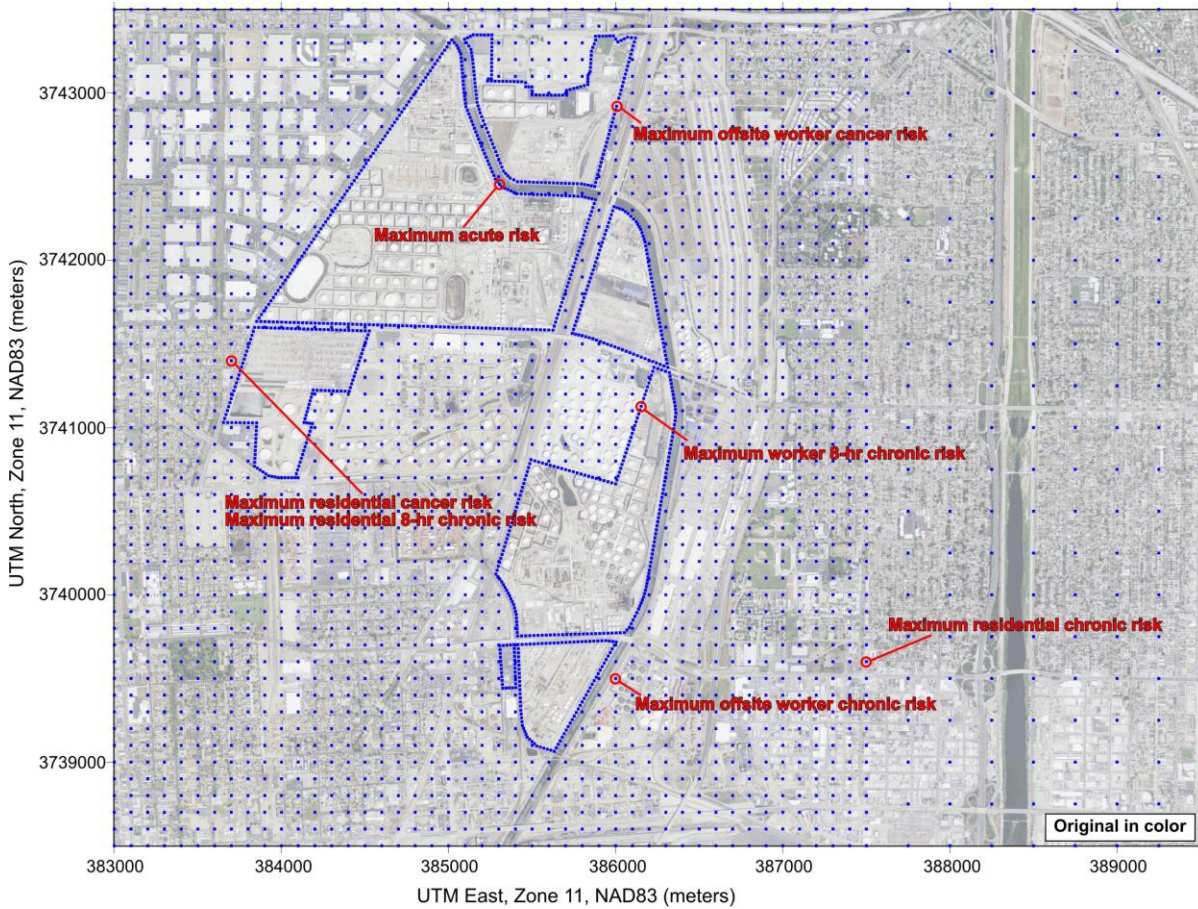 3743000
Maximum offsite worker cancer risk
Maximum acute risk
3742000
UTM North, Zone 11, NAD83 (meters)
3741000
Maximum worker 8-hr chronic risk
Maximum residential cancer risk
Maximum residential 8-hr chronic risk
3740000
Maximum residential chronic risk
Maximum offsite worker chronic risk
3739000
Original in color
383000
384000
385000
386000
387000
388000
389000
UTM East, Zone 11, NAD83 (meters)